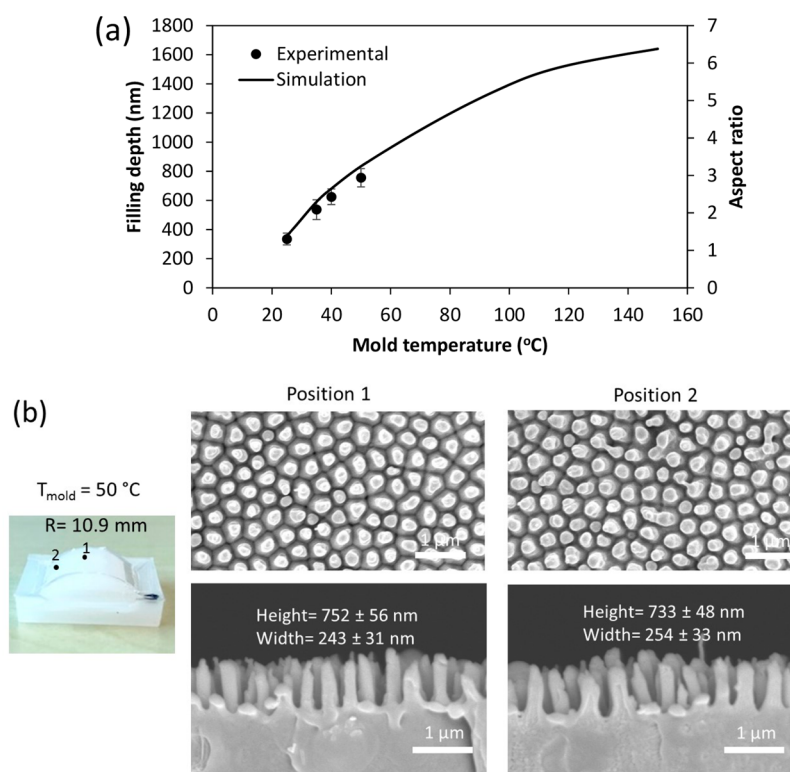 (a)
1800
1600
1400
1200
1000
800
600
400
200
0
Filling depth (nm)
Experimental
Simulation
7
6
5
4
3
2
1
0
Aspect ratio
0 20 40 60 80 100 120 140 160
Mold temperature (°C)
(b)
Position 1
Position 2
Tmold = 50 °C
R= 10.9 mm
2
1
1 µm
1 µm
Height= 752 ± 56 nm
Width= 243 ± 31 nm
1 µm
Height= 733 ± 48 nm
Width= 254 ± 33 nm
1 µm